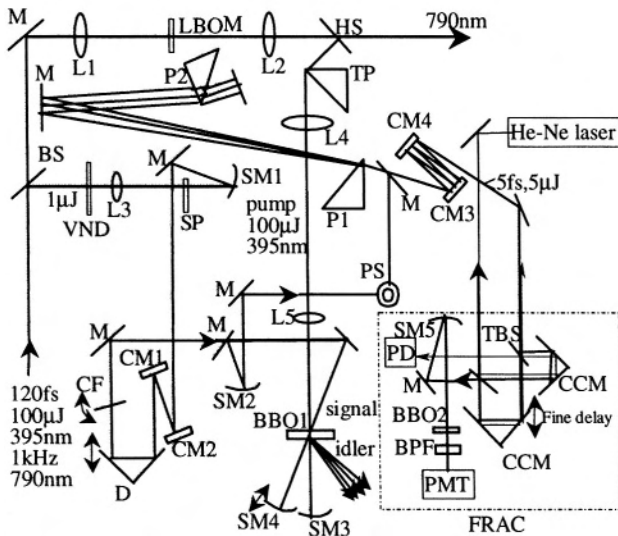 M
LBOM
HS
790nm
L1
P2
L2
TP
M
L4
CM4
He-Ne laser
BS
M
SM1
5fs,5μJ
1μJ
L3
pump
CM3
VND
SP
100μJ
P1
M
395nm
M
PS
SM5
TBS
M
M
L5
PD
CM1
CF
SM2
M
CCM
120fs
100μJ
BBO1
signal
BBO2
Fine delay
395nm
CM2
idler
BPF
1kHz
CCM
790nm
D
PMT
SM4
SM3
FRAC